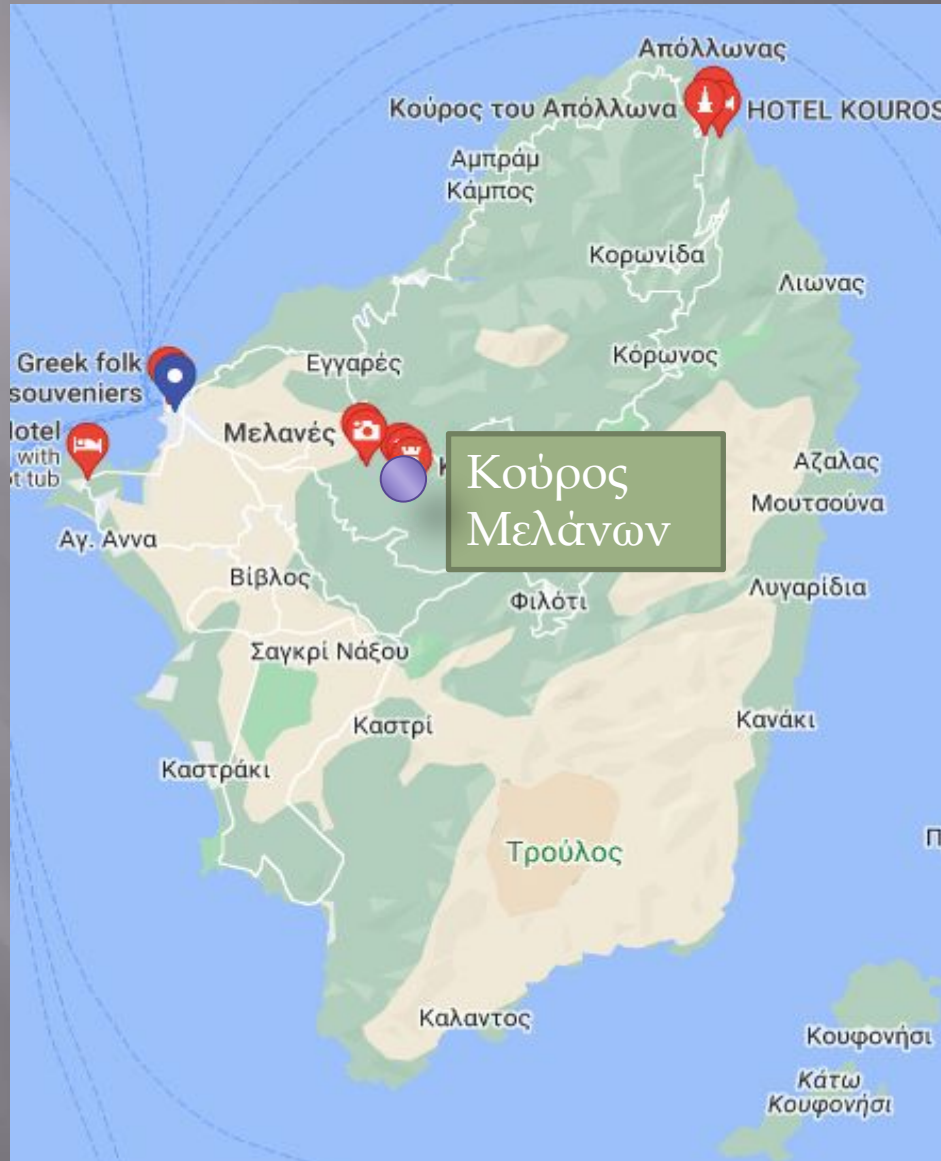 Απόλλωνας
Κούρος του Απόλλωνα
HOTEL KOUROS
Αμπράμ
Κάμπος
Κορωνίδα
Λιωνας
Κόρωνος
Εγγαρές
Greek folk
souveniers
Μελανές
with
Κούρος
Μελάνων
Αζαλας
Μουτσούνα
Αγ. Αννα
Βίβλος
Φιλότι
Λυγαρίδια
Σαγκρί Νάξου
Καστρί
Κανάκι
Καστράκι
Τρούλος
Καλαντος
Κουφονήσι
Κάτω
Κουφονήσι